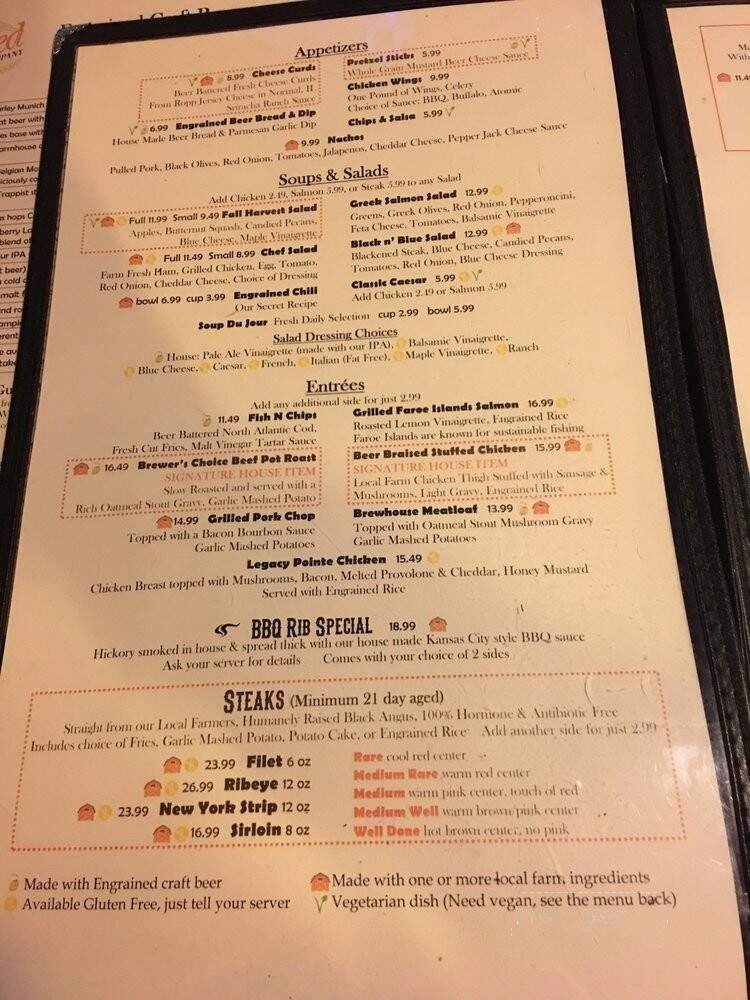 Appetizers
8.99 Cheese Curds
Beer Battered Fresh Cheese Curds
From Ropp Jersey Cheese in Normal, IL
Sriracha Ranch Sauce
6.99 Engrained Beer Bread & Dip
House Made Beer Bread & Parmesan Garlic Dip
Pretzel Sticks 5.99
Whole Grain Mustard Beer Cheese Sauce
Chicken Wings 9.99
One Pound of Wings, Celery
Choice of Sauce: BBQ, Buffalo, Atomic
Chips & Salsa 5.99
9.99 Nachos
Pulled Pork, Black Olives, Red Onion, Tomatoes, Jalapenos, Cheddar Cheese, Pepper Jack Cheese Sauce
Soups & Salads
Add Chicken 2.49, Salmon 5.99, or Steak 5.99 to any Salad
Full 11.99 Small 9.49 Fall Harvest Salad
Apples, Butternut Squash, Candied Pecans,
Blue Cheese, Maple Vinaigrette
Full 11.49 Small 8.99 Chef Salad
Farm Fresh Ham, Grilled Chicken, Egg, Tomato,
Red Onion, Cheddar Cheese, Choice of Dressing
bowl 6.99 cup 3.99 Engrained Chili
Our Secret Recipe
Greek Salmon Salad 12.99
Greens, Greek Olives, Red Onion, Pepperoncini,
Feta Cheese, Tomatoes, Balsamic Vinaigrette
Black n' Blue Salad 12.99
Blackened Steak, Blue Cheese, Candied Pecans,
Tomatoes, Red Onion, Blue Cheese Dressing
Classic Caesar 5.99
Add Chicken 2.49 or Salmon 5.99
Soup Du Jour Fresh Daily Selection cup 2.99 bowl 5.99
Salad Dressing Choices
House: Pale Ale Vinaigrette (made with our IPA), Balsamic Vinaigrette,
Blue Cheese, Caesar, French, Italian (Fat Free), Maple Vinaigrette, Ranch
Entrées
Add any additional side for just 2.99
11.49 Fish N Chips
Beer Battered North Atlantic Cod,
Fresh Cut Fries, Malt Vinegar Tartar Sauce
16.49 Brewer's Choice Beef Pot Roast
SIGNATURE HOUSE ITEM
Slow Roasted and served with a
Rich Oatmeal Stout Gravy, Garlic Mashed Potato
14.99 Grilled Pork Chop
Topped with a Bacon Bourbon Sauce
Garlic Mashed Potatoes
Grilled Faroe Islands Salmon 16.99
Roasted Lemon Vinaigrette, Engrained Rice
Faroe Islands are known for sustainable fishing
Beer Braised Stuffed Chicken 15.99
SIGNATURE HOUSE ITEM
Local Farm Chicken Thigh Stuffed with Sausage &
Mushrooms, Light Gravy, Engrained Rice
Brewhouse Meatloaf 13.99
Topped with Oatmeal Stout Mushroom Gravy
Garlic Mashed Potatoes
Legacy Pointe Chicken 15.49
Chicken Breast topped with Mushrooms, Bacon, Melted Provolone & Cheddar, Honey Mustard
Served with Engrained Rice
BBQ RIB SPECIAL 18.99
Hickory smoked in house & spread thick with our house made Kansas City style BBQ sauce
Ask your server for details Comes with your choice of 2 sides
STEAKS (Minimum 21 day aged)
Straight from our Local Farmers, Humanely Raised Black Angus, 100% Hormone & Antibiotic Free
Includes choice of Fries, Garlic Mashed Potato, Potato Cake, or Engrained Rice Add another side for just 2.99
23.99 Filet 6 oz
26.99 Ribeye 12 oz
23.99 New York Strip 12 oz
16.99 Sirloin 8 oz
Rare cool red center
Medium Rare warm red center
Medium warm pink center, touch of red
Medium Well warm brown/pink center
Well Done hot brown center, no pink
Made with Engrained craft beer
Available Gluten Free, just tell your server
Made with one or more local farm, ingredients
Vegetarian dish (Need vegan, see the menu back)